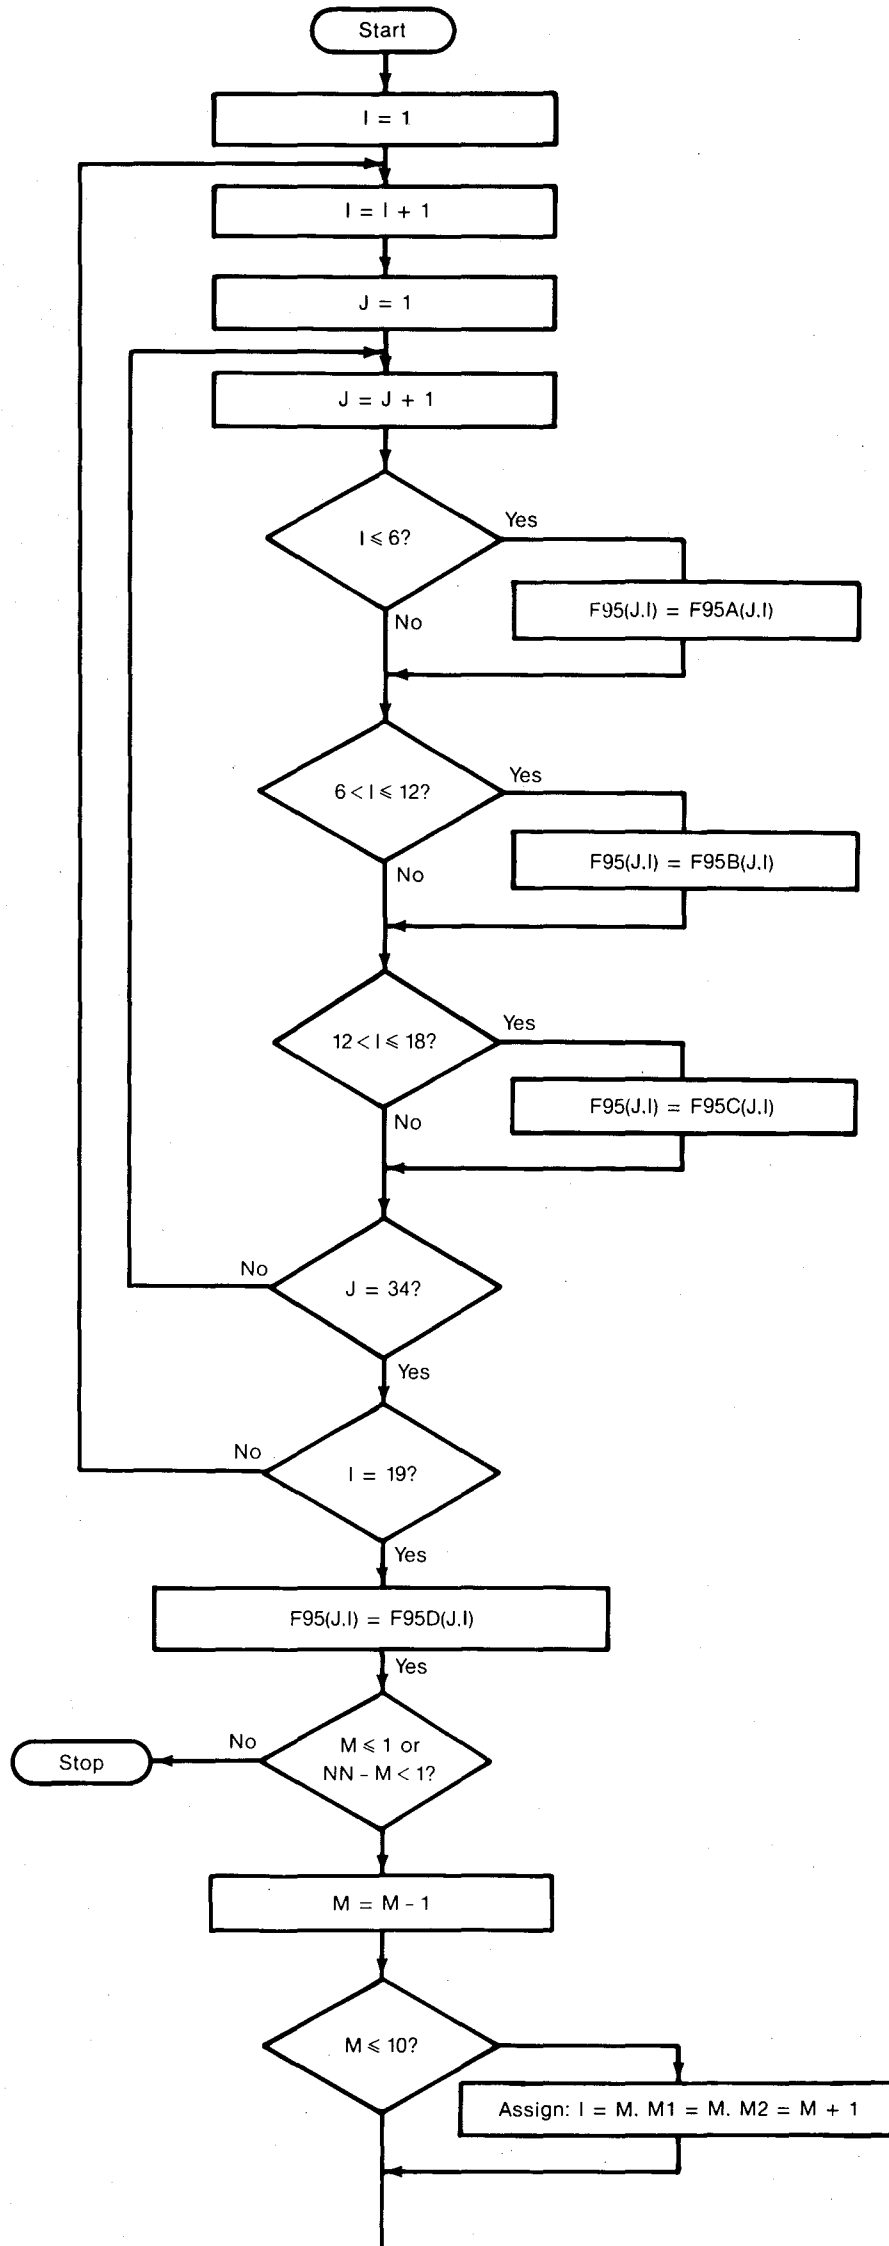 Start
I = 1
I = I + 1
J = 1
J = J + 1
I ⩽ 6?
Yes
F95(J.I) = F95A(J.I)
No
6 < I ⩽ 12?
Yes
F95(J.I) = F95B(J.I)
No
12 < I ⩽ 18?
Yes
F95(J.I) = F95C(J.I)
No
J = 34?
No
Yes
I = 19?
No
Yes
F95(J.I) = F95D(J.I)
Yes
M ⩽ 1 or
NN - M < 1?
No
Stop
M = M - 1
M ⩽ 10?
Assign: I = M. M1 = M. M2 = M + 1